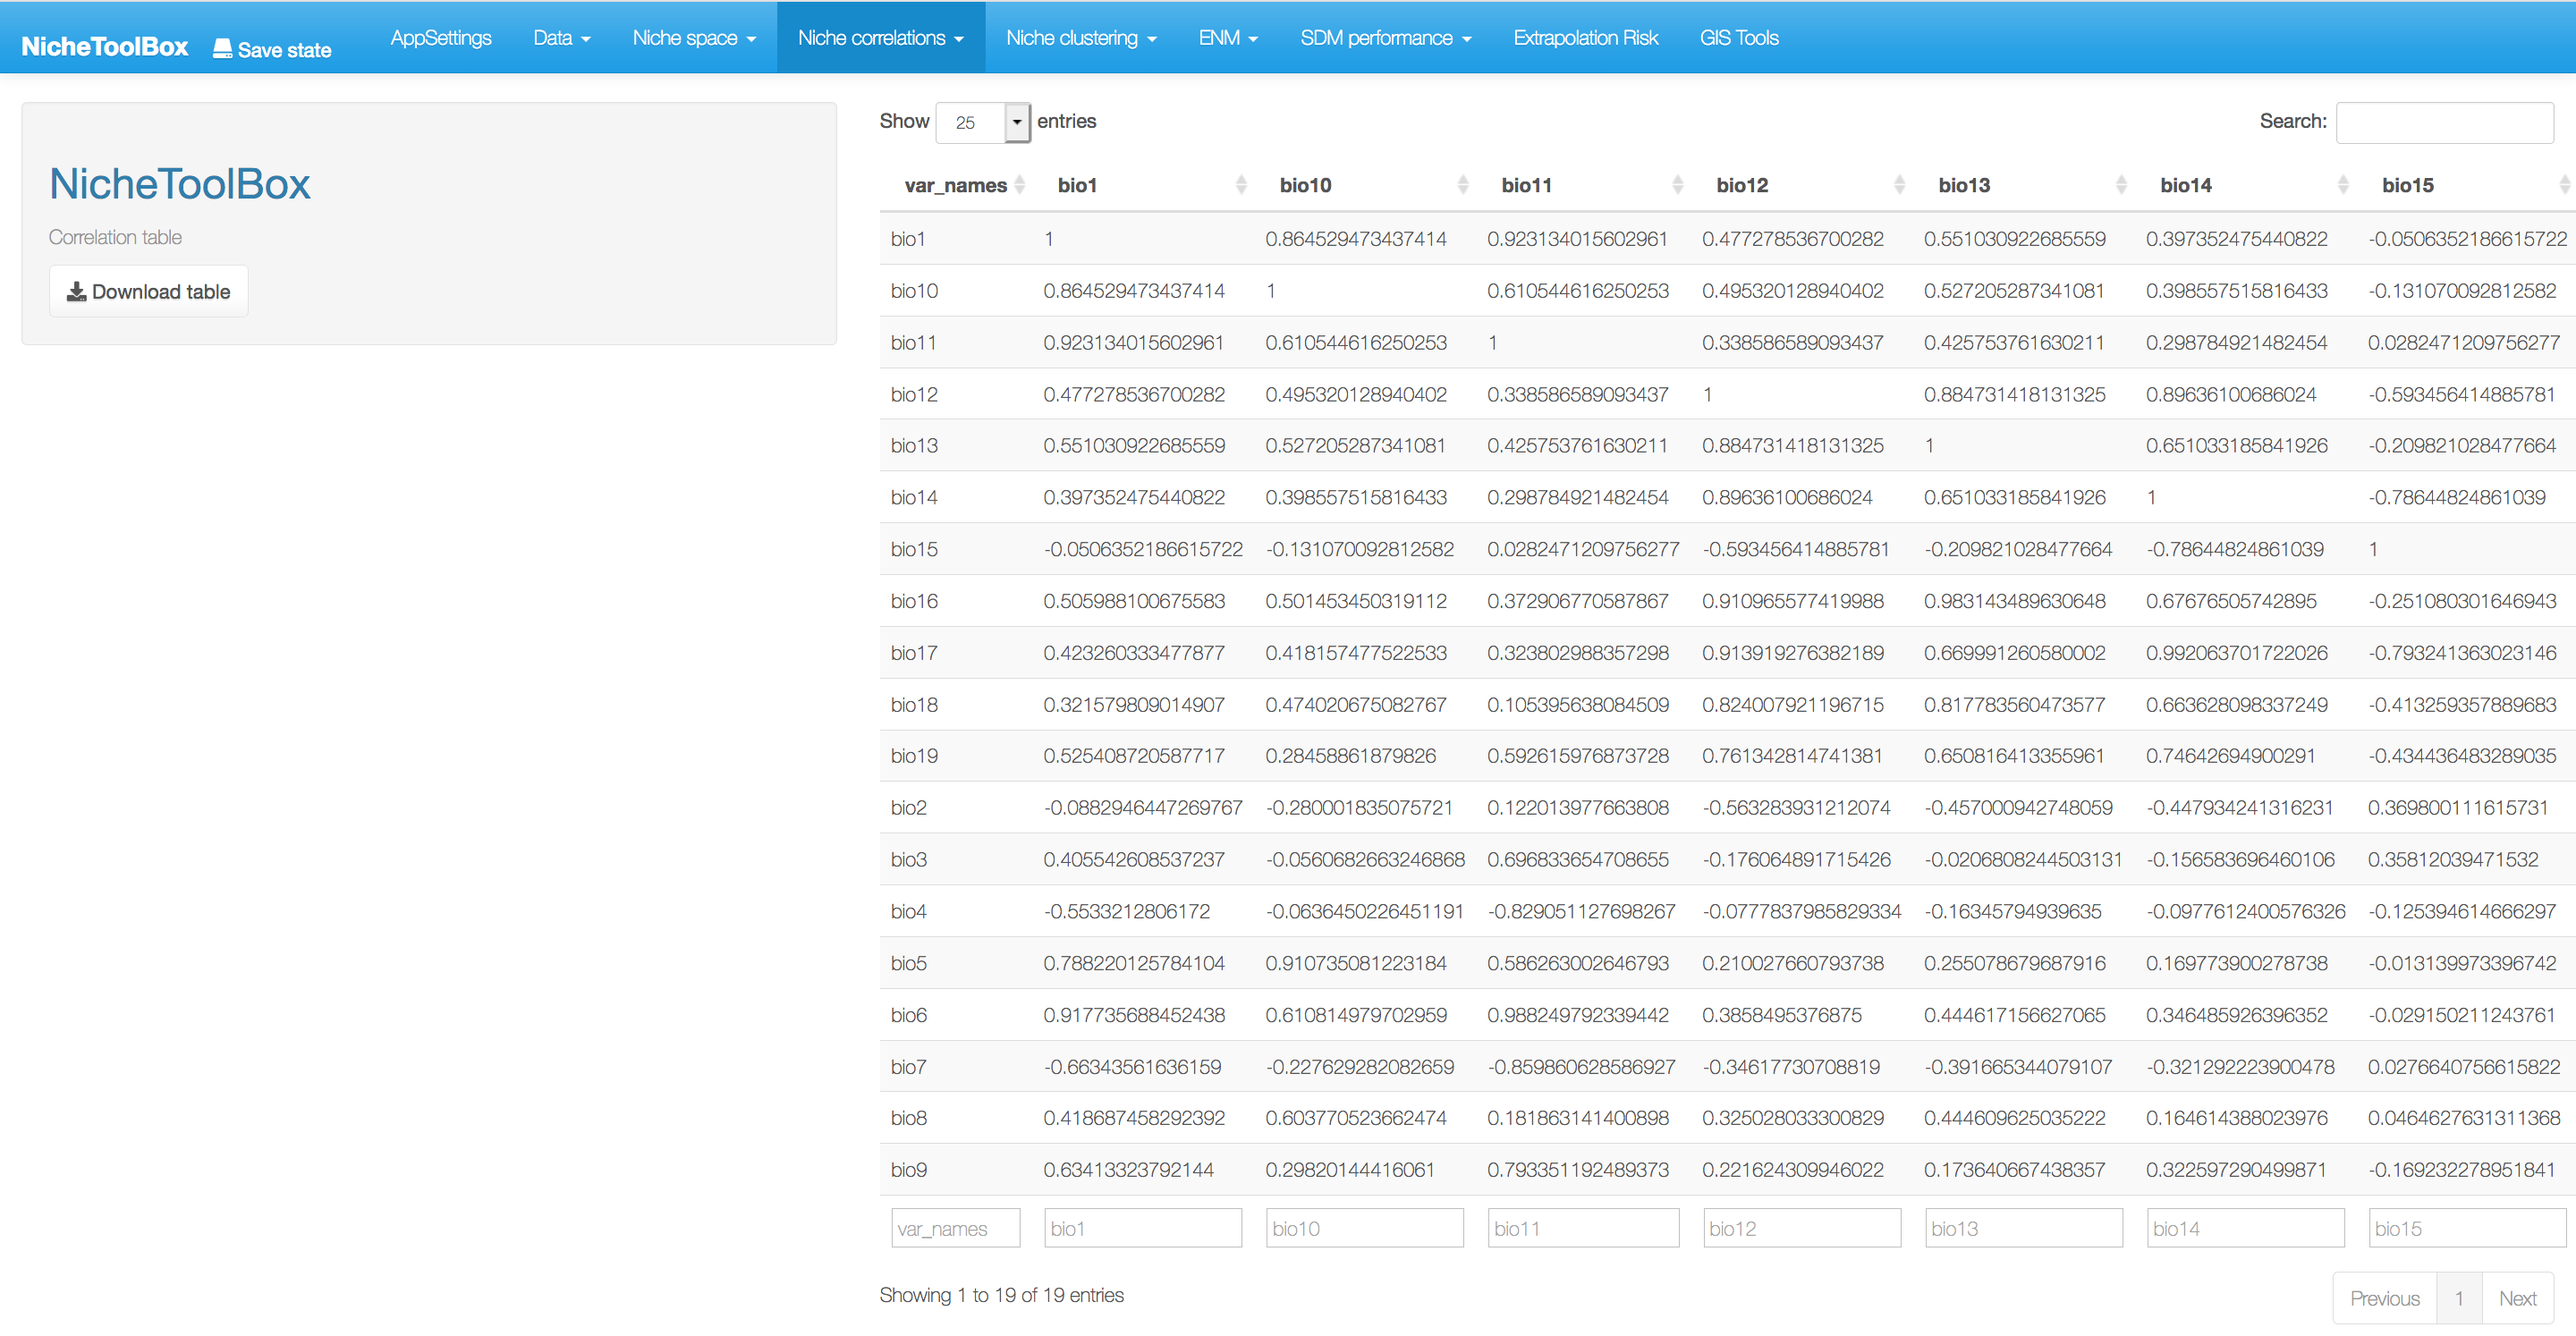 NicheToolBox Save state AppSettings Data Niche space Niche correlations Niche clustering ENM SDM performance Extrapolation Risk GIS Tools
NicheToolBox
Correlation table
Download table
Show 25 entries Search:
var_names bio1 bio10 bio11 bio12 bio13 bio14 bio15
bio1 1 0.864529473437414 0.923134015602961 0.477278536700282 0.551030922685559 0.397352475440822 -0.0506352186615722
bio10 0.864529473437414 1 0.610544616250253 0.495320128940402 0.527205287341081 0.398557515816433 -0.131070092812582
bio11 0.923134015602961 0.610544616250253 1 0.338586589093437 0.425753761630211 0.298784921482454 0.0282471209756277
bio12 0.477278536700282 0.495320128940402 0.338586589093437 1 0.884731418131325 0.89636100686024 -0.593456414885781
bio13 0.551030922685559 0.527205287341081 0.425753761630211 0.884731418131325 1 0.651033185841926 -0.209821028477664
bio14 0.397352475440822 0.398557515816433 0.298784921482454 0.89636100686024 0.651033185841926 1 -0.78644824861039
bio15 -0.0506352186615722 -0.131070092812582 0.0282471209756277 -0.593456414885781 -0.209821028477664 -0.78644824861039 1
bio16 0.505988100675583 0.501453450319112 0.372906770587867 0.910965577419988 0.983143489630648 0.67676505742895 -0.251080301646943
bio17 0.423260333477877 0.418157477522533 0.323802988357298 0.913919276382189 0.669991260580002 0.992063701722026 -0.793241363023146
bio18 0.321579809014907 0.474020675082767 0.105395638084509 0.824007921196715 0.817783560473577 0.663628098337249 -0.413259357889683
bio19 0.525408720587717 0.28458861879826 0.592615976873728 0.761342814741381 0.650816413355961 0.74642694900291 -0.434436483289035
bio2 -0.0882946447269767 -0.280001835075721 0.122013977663808 -0.563283931212074 -0.457000942748059 -0.447934241316231 0.369800111615731
bio3 0.405542608537237 -0.0560682663246868 0.696833654708655 -0.176064891715426 -0.0206808244503131 -0.156583696460106 0.35812039471532
bio4 -0.5533212806172 -0.0636450226451191 -0.829051127698267 -0.0777837985829334 -0.16345794939635 -0.0977612400576326 -0.125394614666297
bio5 0.788220125784104 0.910735081223184 0.586263002646793 0.210027660793738 0.255078679687916 0.169773900278738 -0.013139973396742
bio6 0.917735688452438 0.610814979702959 0.988249792339442 0.3858495376875 0.444617156627065 0.346485926396352 -0.029150211243761
bio7 -0.66343561636159 -0.227629282082659 -0.859860628586927 -0.34617730708819 -0.391665344079107 -0.321292223900478 0.0276640756615822
bio8 0.418687458292392 0.603770523662474 0.181863141400898 0.325028033300829 0.444609625035222 0.164614388023976 0.0464627631311368
bio9 0.63413323792144 0.29820144416061 0.793351192489373 0.221624309946022 0.173640667438357 0.322597290499871 -0.169232278951841
var_names bio1 bio10 bio11 bio12 bio13 bio14 bio15
Showing 1 to 19 of 19 entries Previous 1 Next